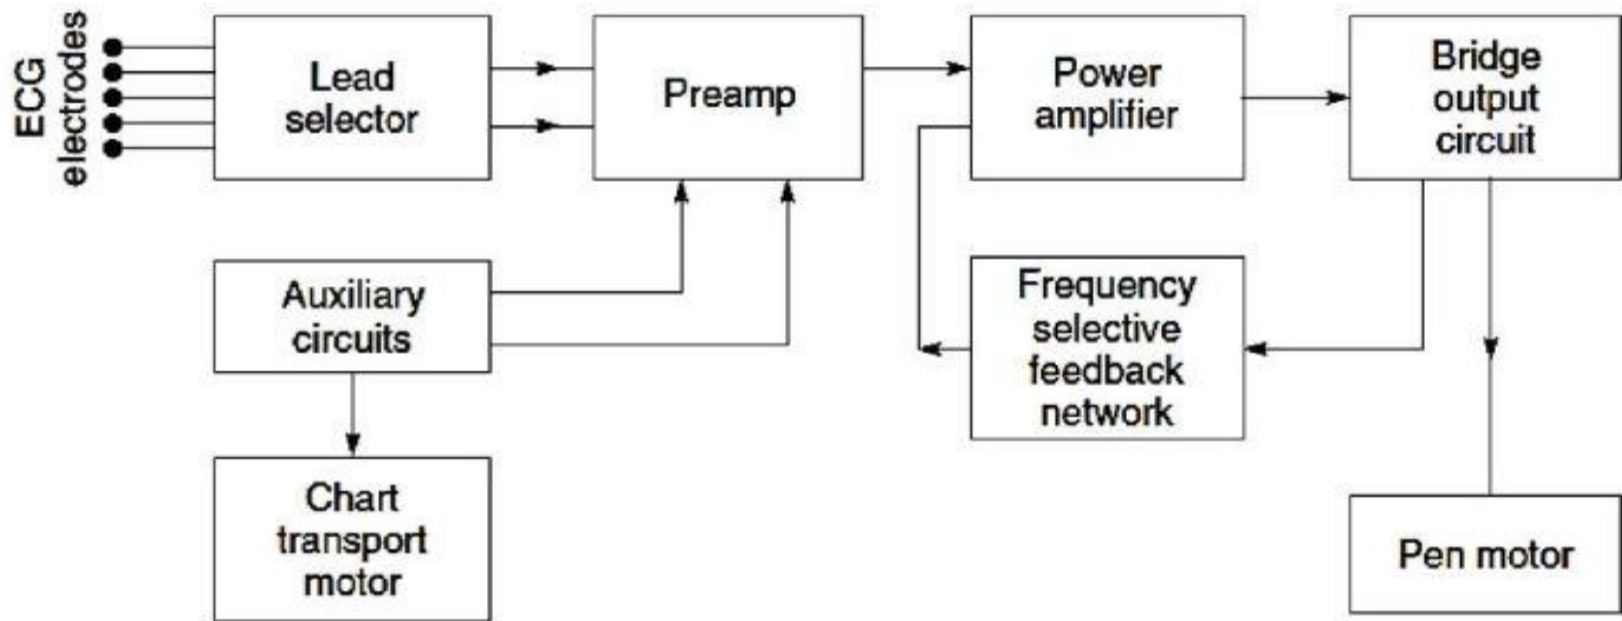 ECG
electrodes
Lead
selector
Preamp
Power
amplifier
Bridge
output
circuit
Auxiliary
circuits
Frequency
selective
feedback
network
Chart
transport
motor
Pen motor